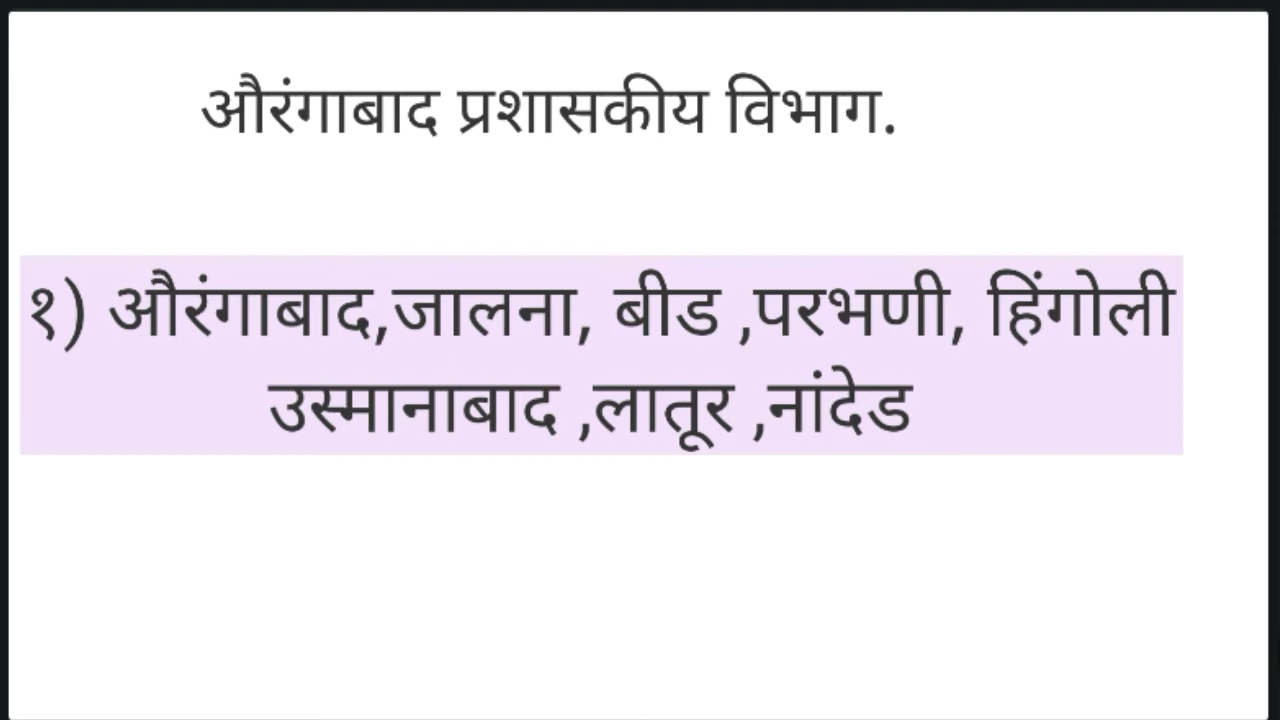 औरंगाबाद प्रशासकीय विभाग.
१) औरंगाबाद,जालना, बीड ,परभणी, हिंगोली
उस्मानाबाद ,लातूर ,नांदेड